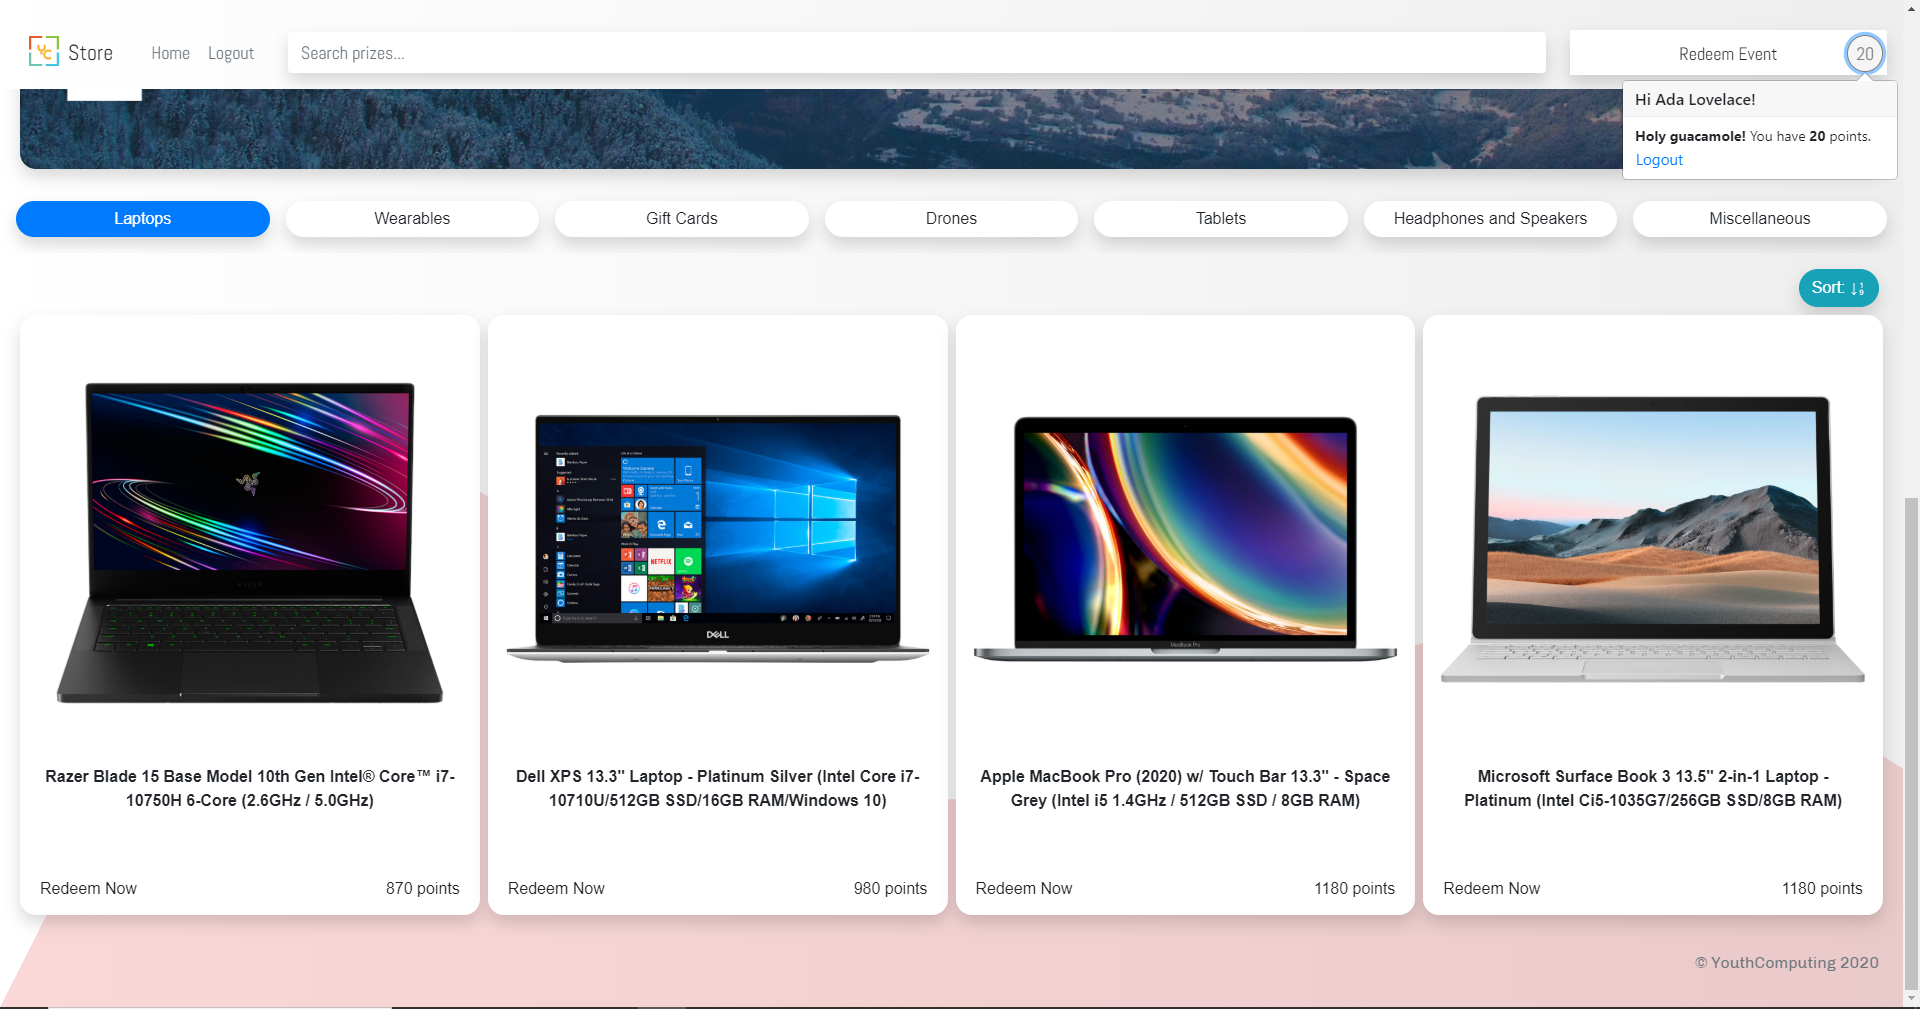 YC Store
Home
Logout
Search prizes...
Redeem Event
20
Hi Ada Lovelace!
Holy guacamole! You have 20 points.
Logout
Laptops
Wearables
Gift Cards
Drones
Tablets
Headphones and Speakers
Miscellaneous
Sort:
NETFLIX
DELL
MacBook Pro
Razer Blade 15 Base Model 10th Gen Intel® Core™ i7-
10750H 6-Core (2.6GHz / 5.0GHz)
Redeem Now
870 points
Dell XPS 13.3" Laptop - Platinum Silver (Intel Core i7-
10710U/512GB SSD/16GB RAM/Windows 10)
Redeem Now
980 points
Apple MacBook Pro (2020) w/ Touch Bar 13.3" - Space
Grey (Intel i5 1.4GHz / 512GB SSD / 8GB RAM)
Redeem Now
1180 points
Microsoft Surface Book 3 13.5" 2-in-1 Laptop -
Platinum (Intel Ci5-1035G7/256GB SSD/8GB RAM)
Redeem Now
1180 points
© YouthComputing 2020